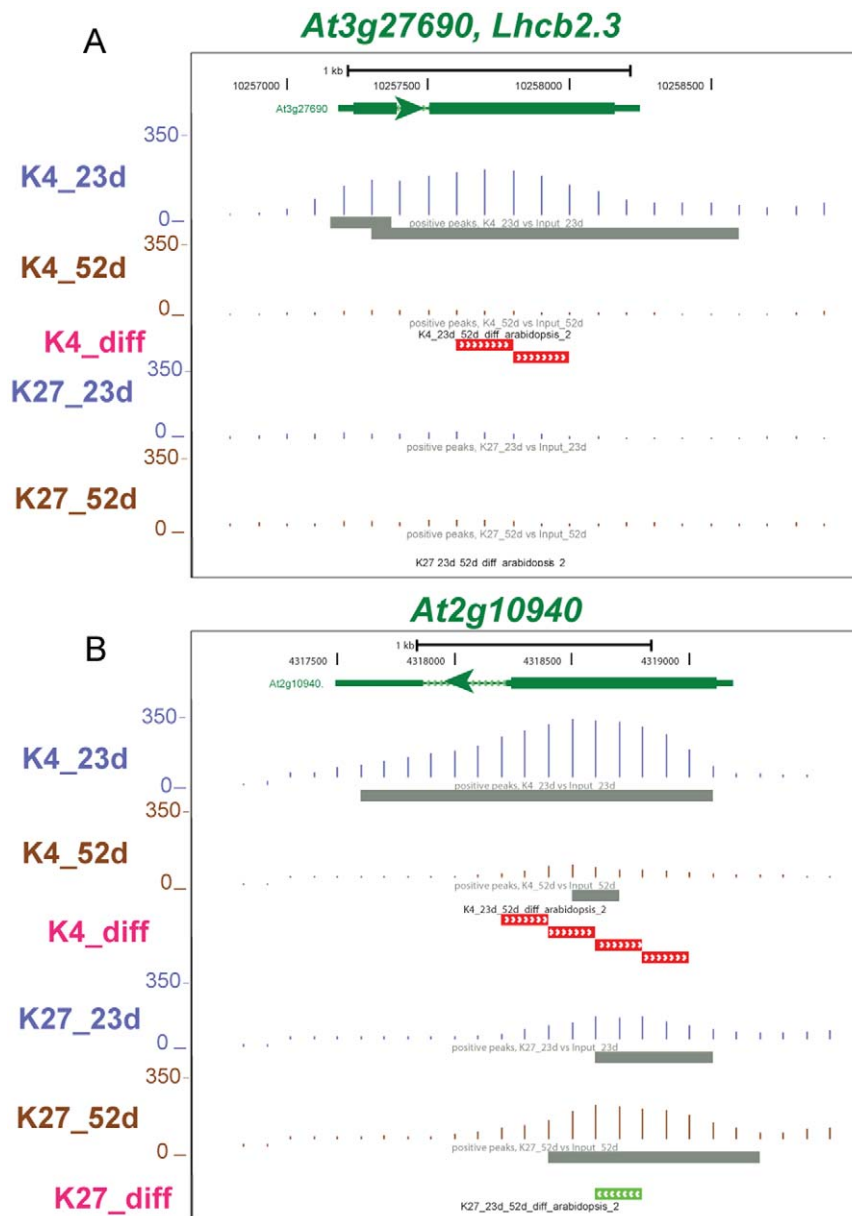 A
At3g27690, Lhcb2.3
1 kb
10257000 10257500 10258000 10258500
At3g27690
350
K4_23d
0
positive peaks, K4_23d vs Input_23d
350
K4_52d
0
positive peaks, K4_52d vs Input_52d
K4_diff
K4_23d_52d_diff_arabidopsis_2
350
K27_23d
0
positive peaks, K27_23d vs Input_23d
350
K27_52d
0
positive peaks, K27_52d vs Input_52d
K27_23d_52d_diff_arabidopsis_2
At2g10940
B
1 kb
4317500 4318000 4318500 4319000
At2g10940.
350
K4_23d
0
positive peaks, K4_23d vs Input_23d
350
K4_52d
0
positive peaks, K4_52d vs Input_52d
K4_23d_52d_diff_arabidopsis_2
K4_diff
350
K27_23d
0
positive peaks, K27_23d vs Input_23d
350
K27_52d
0
positive peaks, K27_52d vs Input_52d
K27_diff
K27_23d_52d_diff_arabidopsis_2